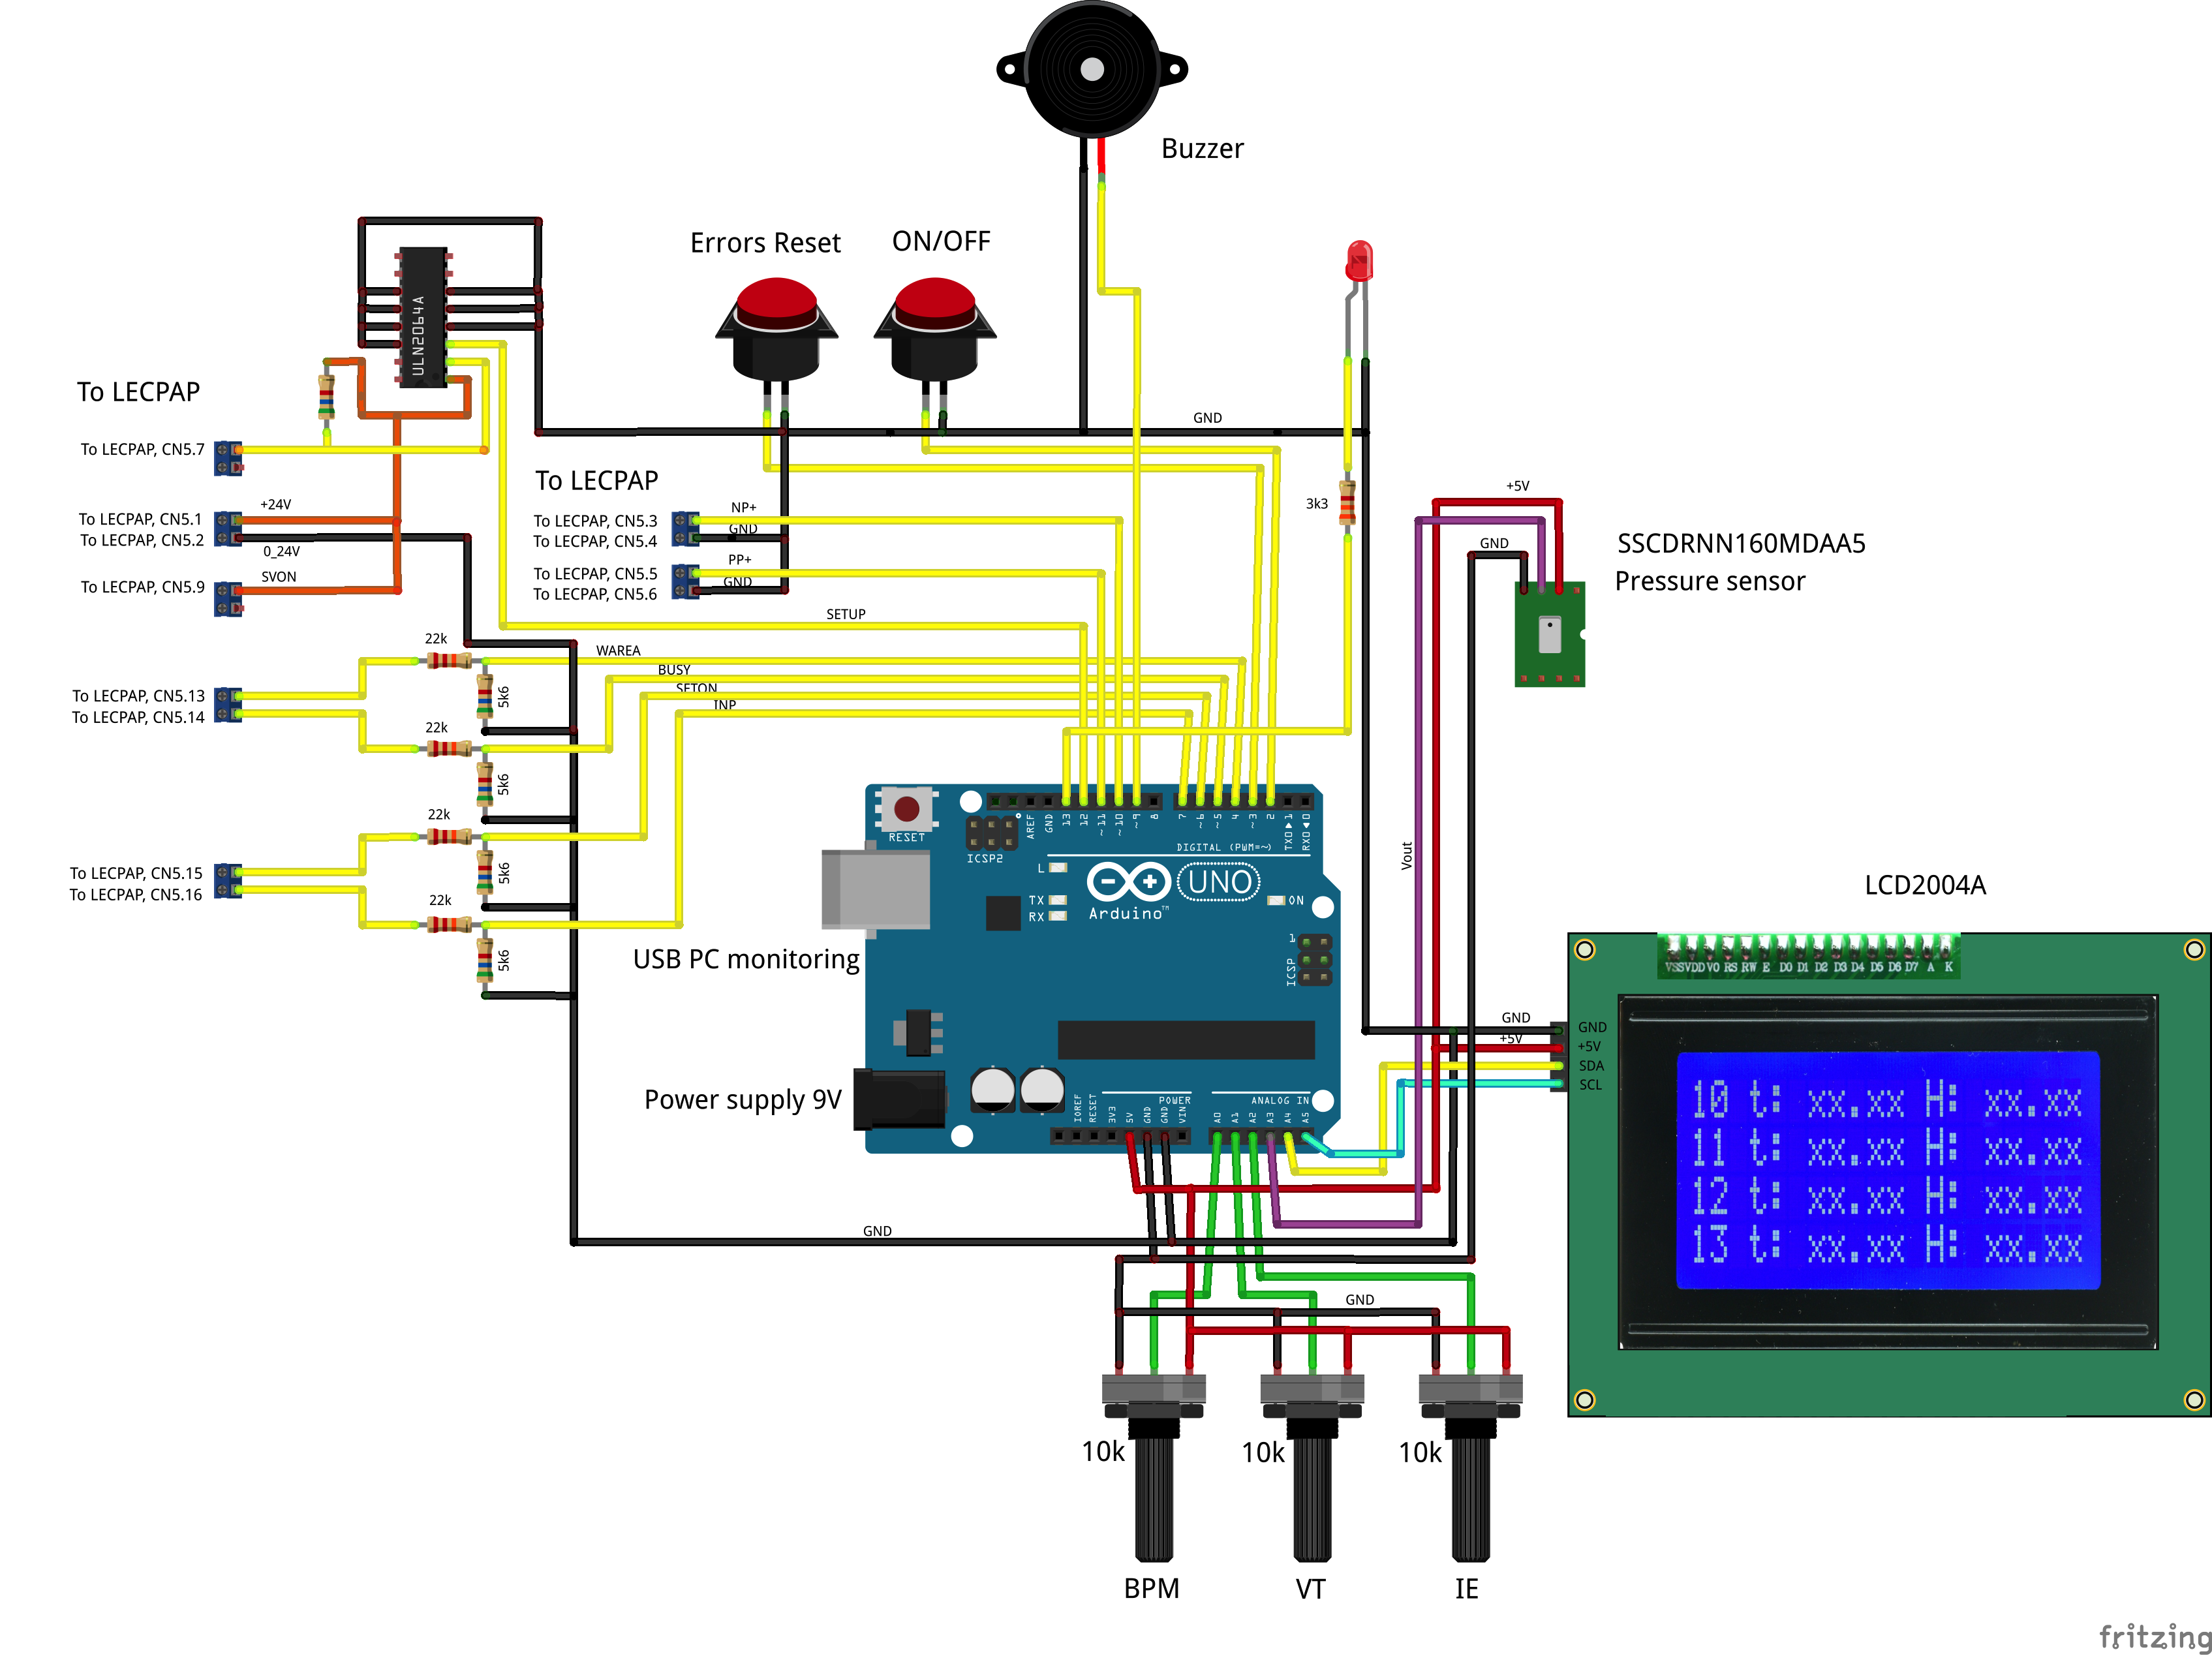 Buzzer
Errors Reset
ON/OFF
ULN2064A
To LECPAP
To LECPAP, CN5.7
GND
To LECPAP
+24V
To LECPAP, CN5.1
To LECPAP, CN5.2
0_24V
SVON
To LECPAP, CN5.9
NP+
To LECPAP, CN5.3
GND
To LECPAP, CN5.4
PP+
To LECPAP, CN5.5
GND
To LECPAP, CN5.6
3k3
+5V
GND
SSCDRNN160MDAA5
Pressure sensor
SETUP
22k
WAREA
BUSY
SETON
INP
To LECPAP, CN5.13
To LECPAP, CN5.14
5k6
22k
5k6
22k
5k6
To LECPAP, CN5.15
To LECPAP, CN5.16
22k
5k6
RESET
ICSP2
AREF
GND
13
12
~11
~10
~9
8
7
~6
~5
4
~3
2
TX0▶1
RX0◀0
DIGITAL (PWM=~)
L
TX
RX
UNO
Arduino™
ON
1
ICSP
Vout
USB PC monitoring
Power supply 9V
IOREF
RESET
3V3
5V
GND
GND
VIN
POWER
ANALOG IN
A0
A1
A2
A3
A4
A5
LCD2004A
VSS VDD V0 RS RW E D0 D1 D2 D3 D4 D5 D6 D7 A K
GND
+5V
GND
+5V
SDA
SCL
10 t: xx.xx H: xx.xx
11 t: xx.xx H: xx.xx
12 t: xx.xx H: xx.xx
13 t: xx.xx H: xx.xx
GND
GND
10k
10k
10k
BPM
VT
IE
fritzing